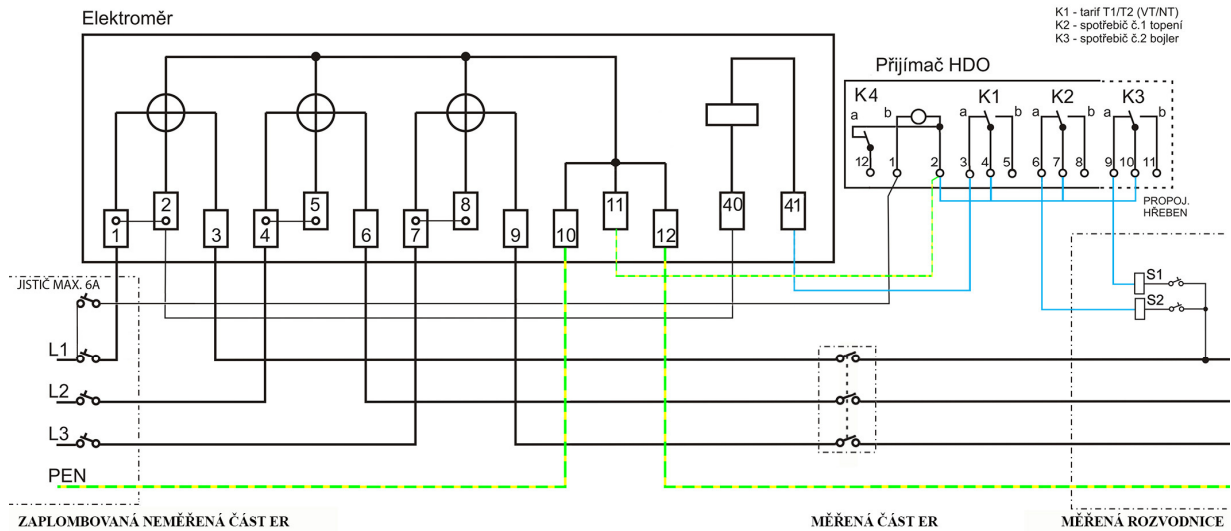 K1 - tarif T1/T2 (VT/NT)
K2 - spotřebič č.1 topení
K3 - spotřebič č.2 bojler
Elektroměr
Přijímač HDO
K4 K1 K2 K3
a b a b a b a b
12 1 2 3 4 5 6 7 8 9 10 11
2 5 8 11 40 41
1 3 4 6 7 9 10 12
PROPOJ.
HŘEBEN
JISTIČ MAX. 6A
S1
S2
L1
L2
L3
PEN
ZAPLOMBOVANÁ NEMĚŘENÁ ČÁST ER
MĚŘENÁ ČÁST ER
MĚŘENÁ ROZVODNICE